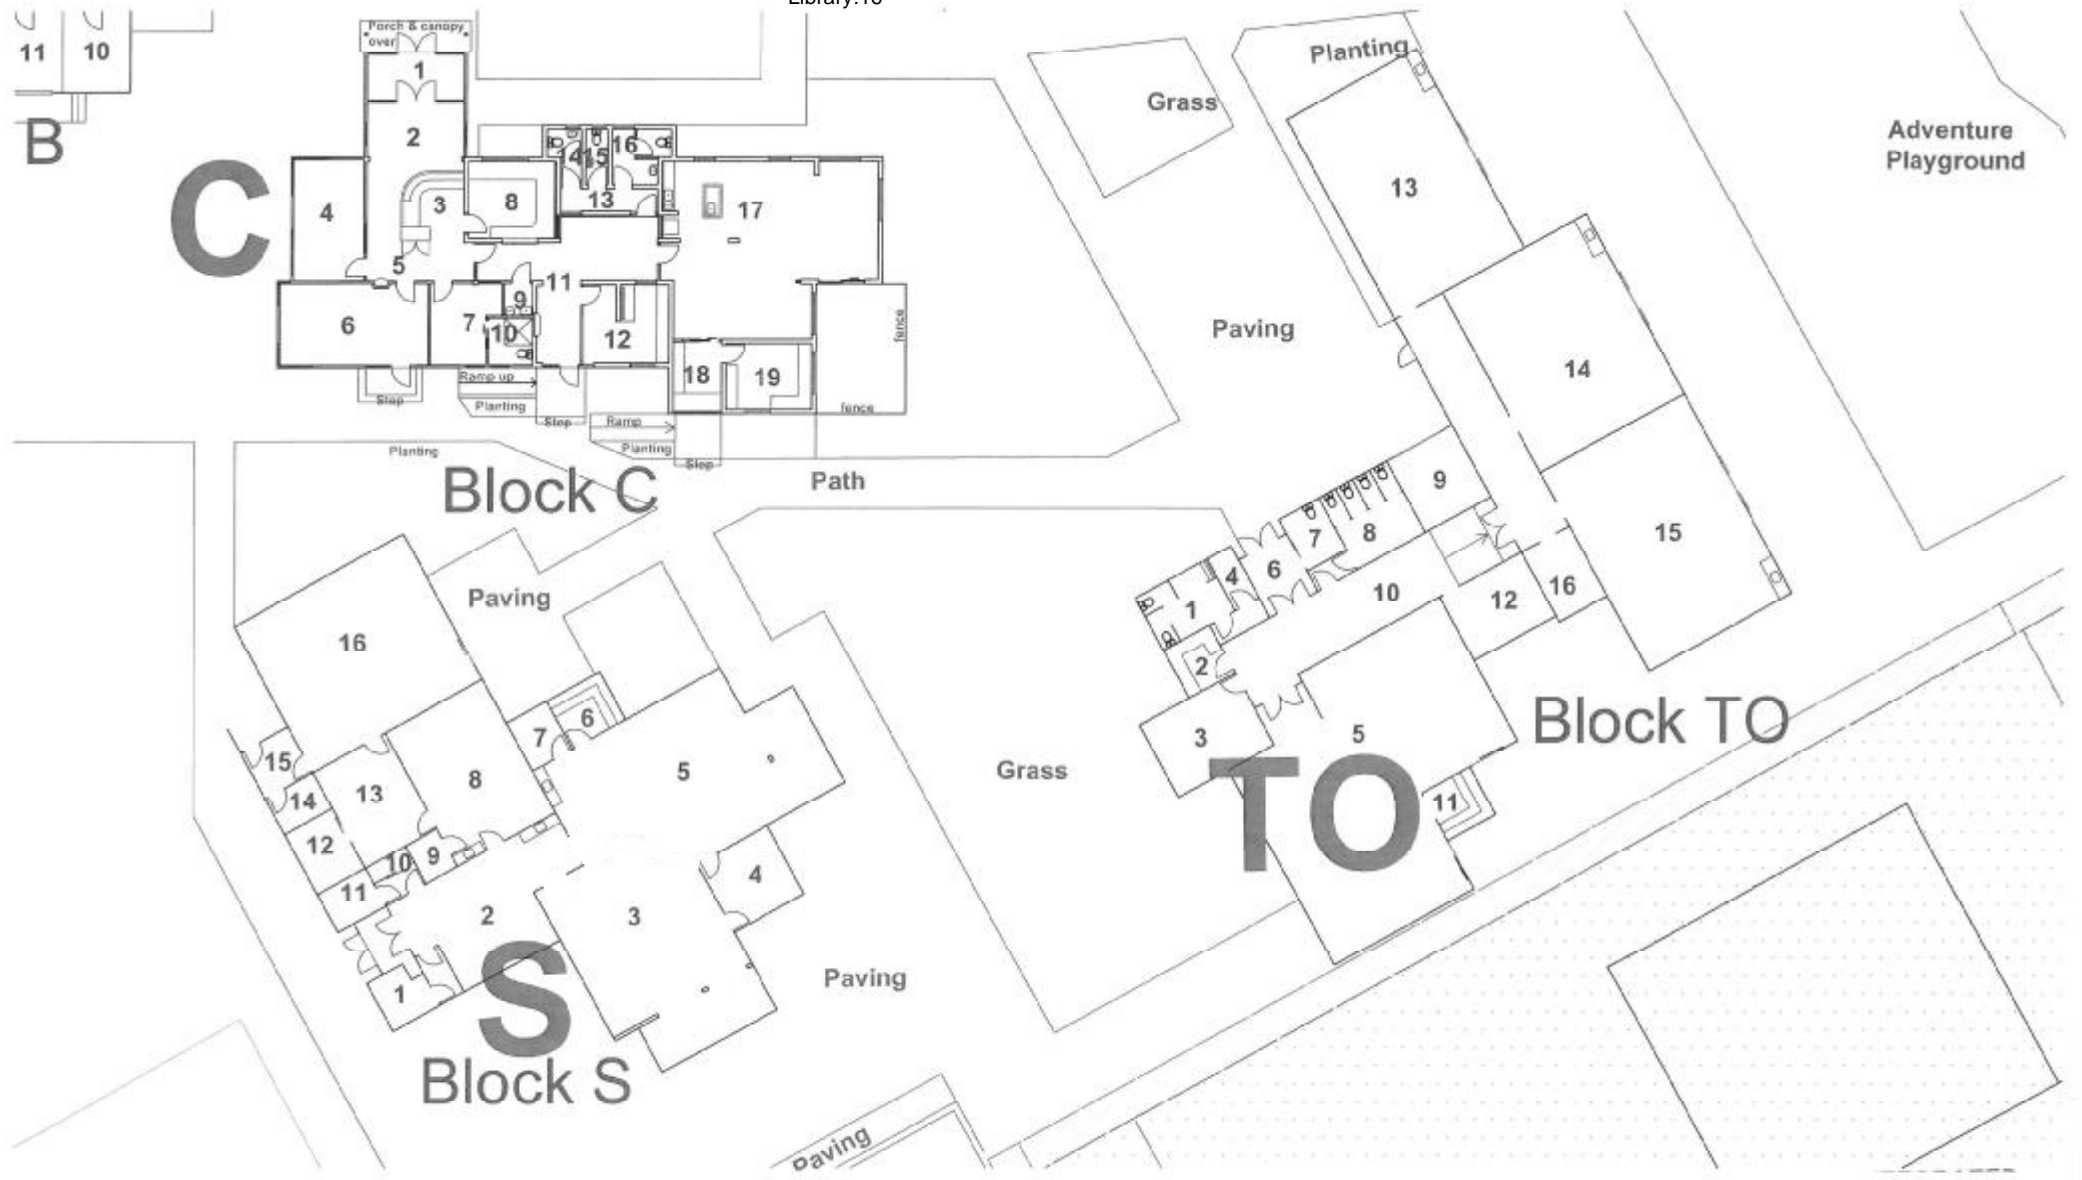 Library.16
11 10
B
Porch & canopy
over
1
2
C
3
4
5
6
7
8
9
10
11
12
13
14
15
16
17
18
19
Ramp up
Planting
Step
Step
Ramp
Planting
Step
fence
fence
Planting
Block C
Path
Grass
Planting
Paving
Adventure
Playground
13
14
15
9
8
7
6
4
1
2
3
10
12
16
5
11
TO
Block TO
Grass
Paving
16
15
14
13
12
11
10
9
8
7
6
5
4
3
2
1
S
Block S
Paving
Paving